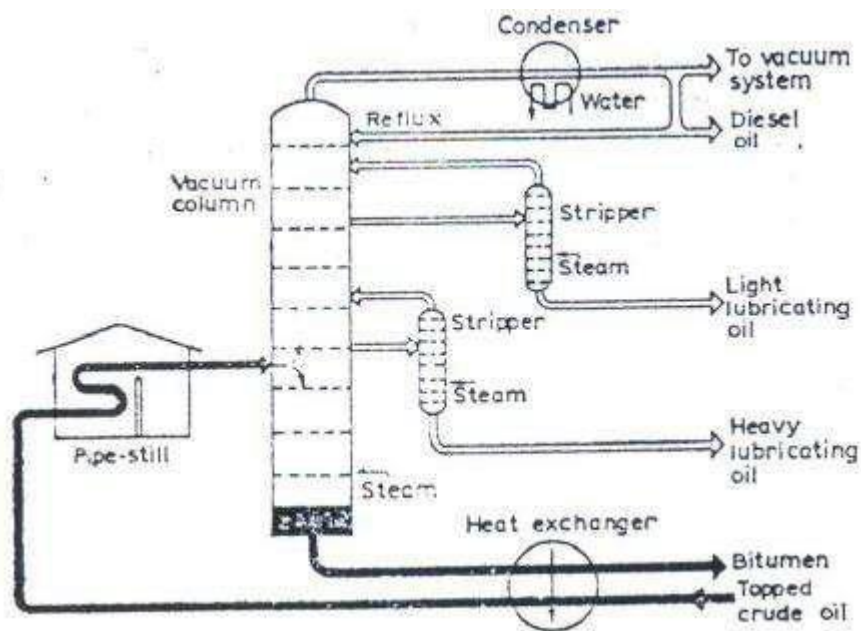 Condenser
To vacuum
system
Water
Reflux
Diesel
oil
Vacuum
column
Stripper
Steam
Light
lubricating
oil
Stripper
Steam
Pipe-still
Heavy
lubricating
oil
Steam
Heat exchanger
Bitumen
Topped
crude oil